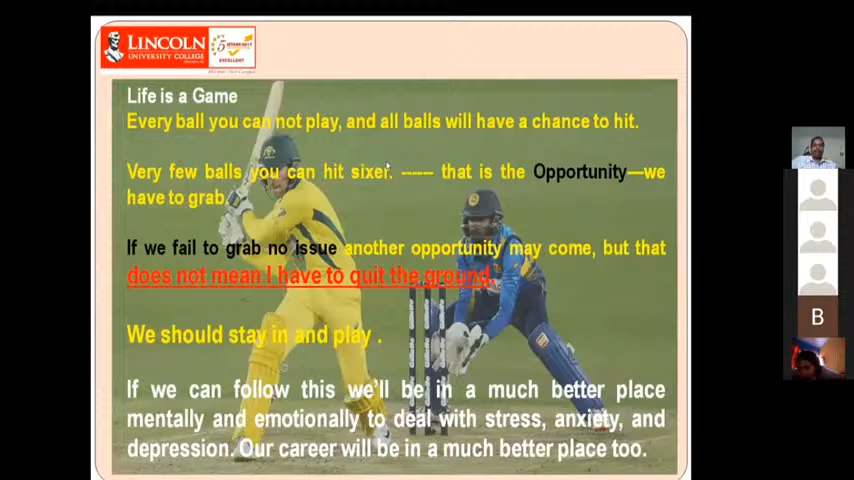 LINCOLN
UNIVERSITY COLLEGE
5
EXCELLENT
Life is a Game
Every ball you can not play, and all balls will have a chance to hit.
Very few balls you can hit sixer. ------ that is the Opportunity—we
have to grab.
If we fail to grab no issue another opportunity may come, but that
does not mean I have to quit the ground.
We should stay in and play .
If we can follow this we'll be in a much better place
mentally and emotionally to deal with stress, anxiety, and
depression. Our career will be in a much better place too.
B